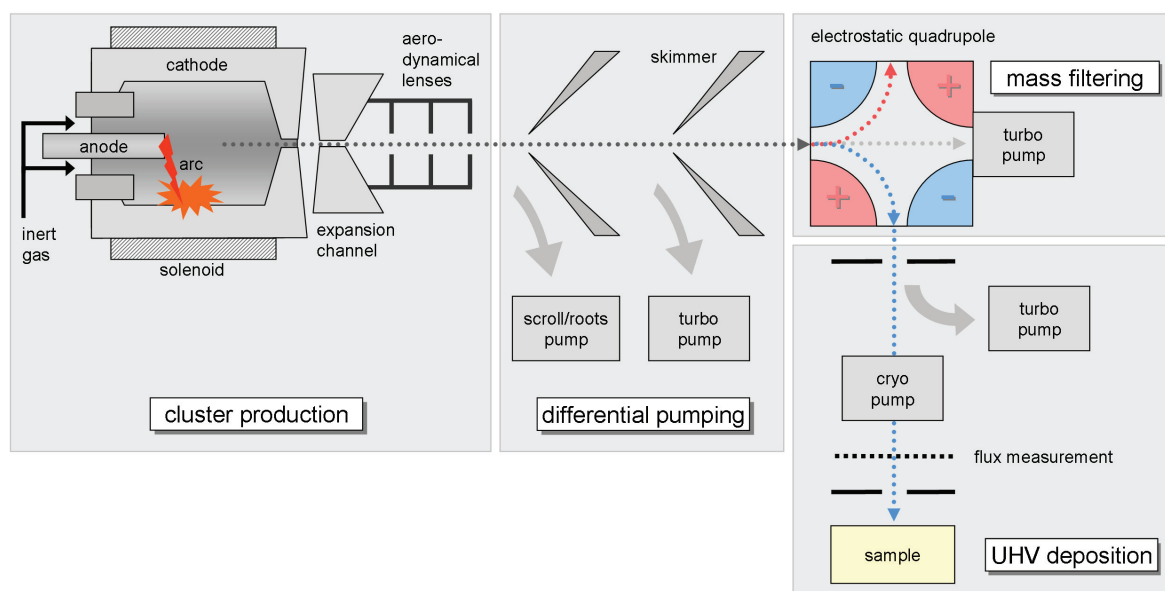 cathode
anode
arc
inert
gas
solenoid
expansion
channel
aero-
dynamical
lenses
cluster production
skimmer
scroll/roots
pump
turbo
pump
differential pumping
electrostatic quadrupole
-
+
+
-
mass filtering
turbo
pump
turbo
pump
cryo
pump
flux measurement
sample
UHV deposition